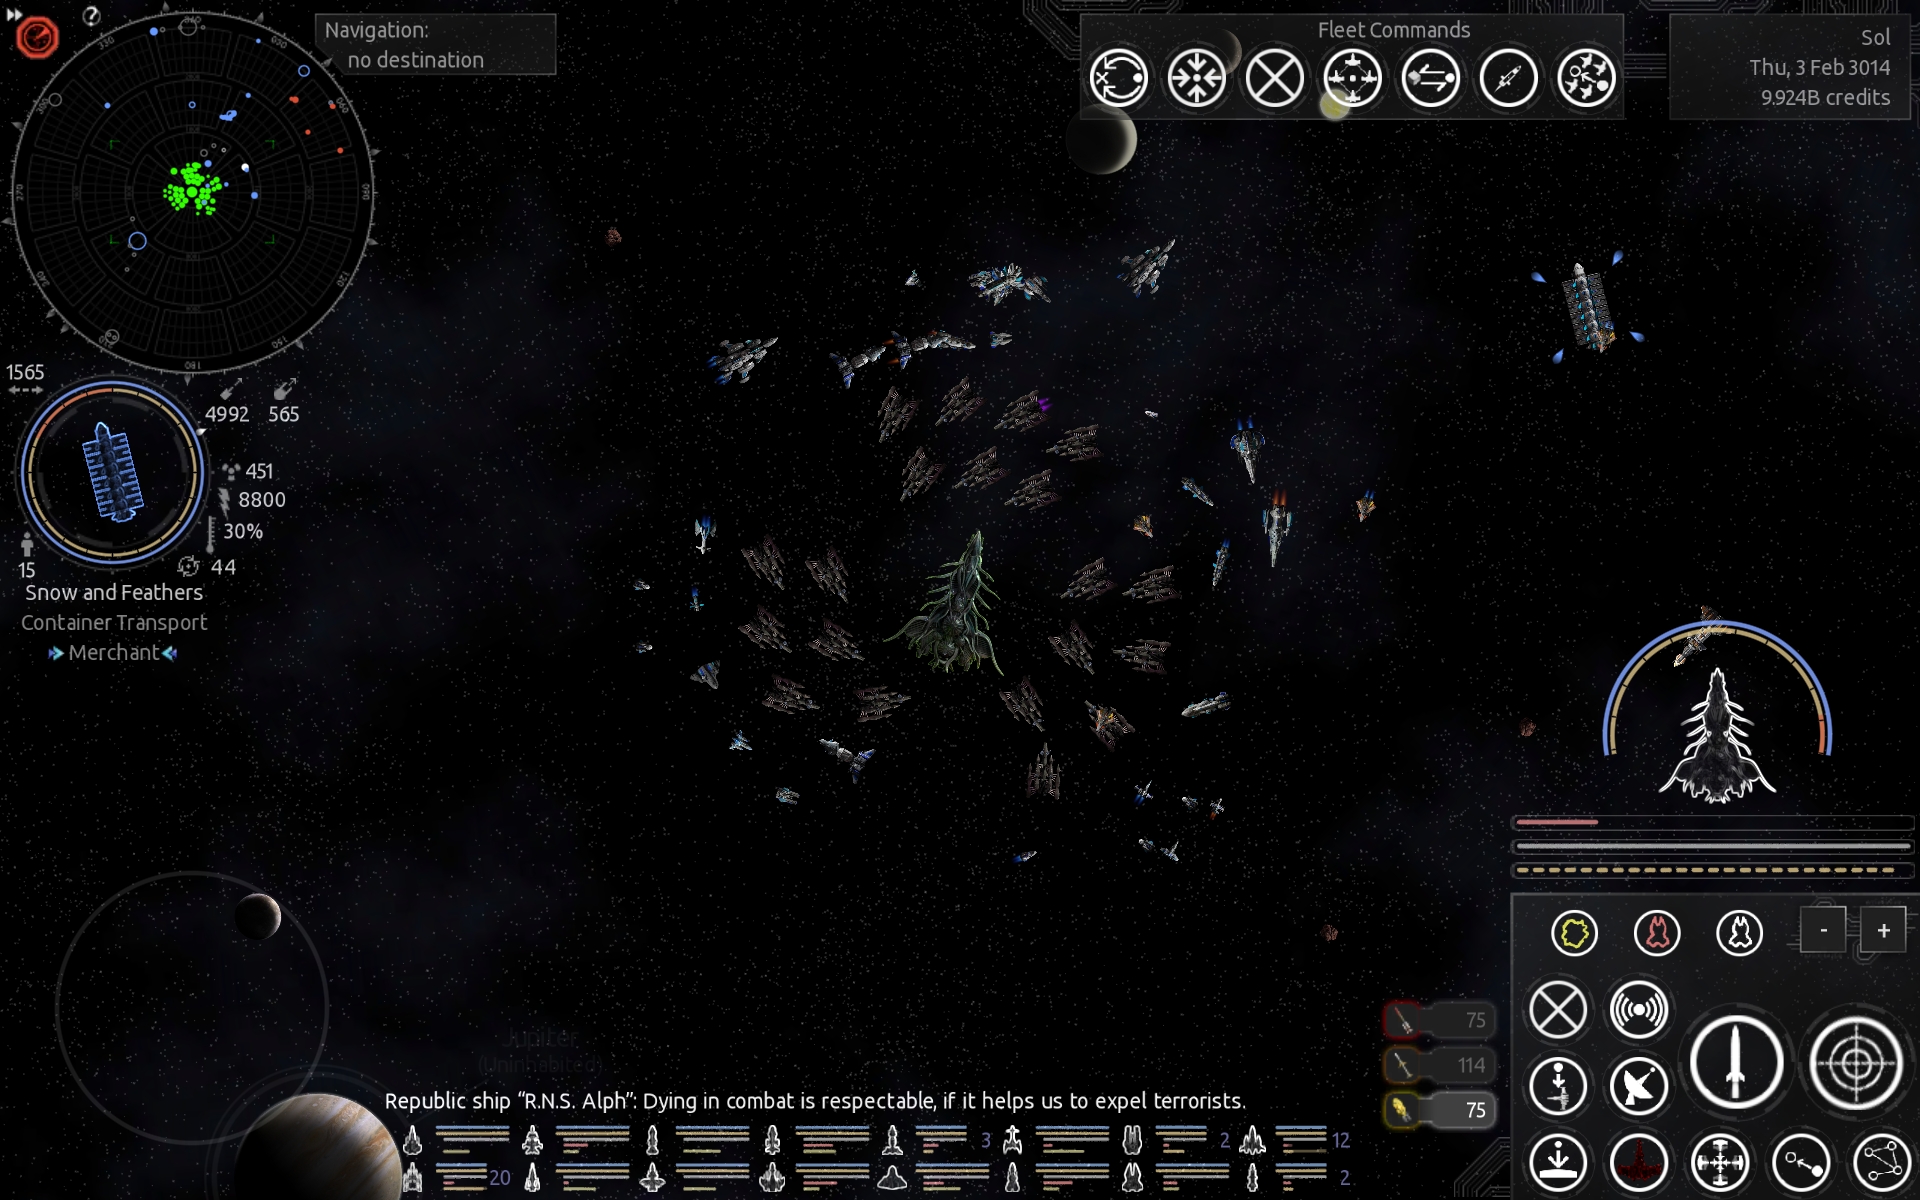 Navigation:
no destination
Fleet Commands
Sol
Thu, 3 Feb 3014
9.924B credits
1565
4992
565
451
8800
30%
44
15
Snow and Feathers
Container Transport
Merchant
-
+
75
114
75
Jupiter
(Uninhabited)
Republic ship “R.N.S. Alph”: Dying in combat is respectable, if it helps us to expel terrorists.
3
2
12
20
2